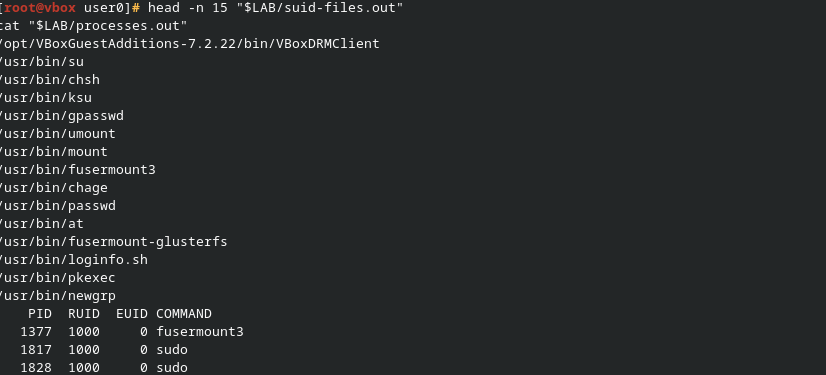 [root@vbox user0]# head -n 15 "$LAB/suid-files.out"
cat "$LAB/processes.out"
/opt/VBoxGuestAdditions-7.2.22/bin/VBoxDRMClient
/usr/bin/su
/usr/bin/chsh
/usr/bin/ksu
/usr/bin/gpasswd
/usr/bin/umount
/usr/bin/mount
/usr/bin/fusermount3
/usr/bin/chage
/usr/bin/passwd
/usr/bin/at
/usr/bin/fusermount-glusterfs
/usr/bin/loginfo.sh
/usr/bin/pkexec
/usr/bin/newgrp
    PID  RUID  EUID COMMAND
   1377  1000     0 fusermount3
   1817  1000     0 sudo
   1828  1000     0 sudo